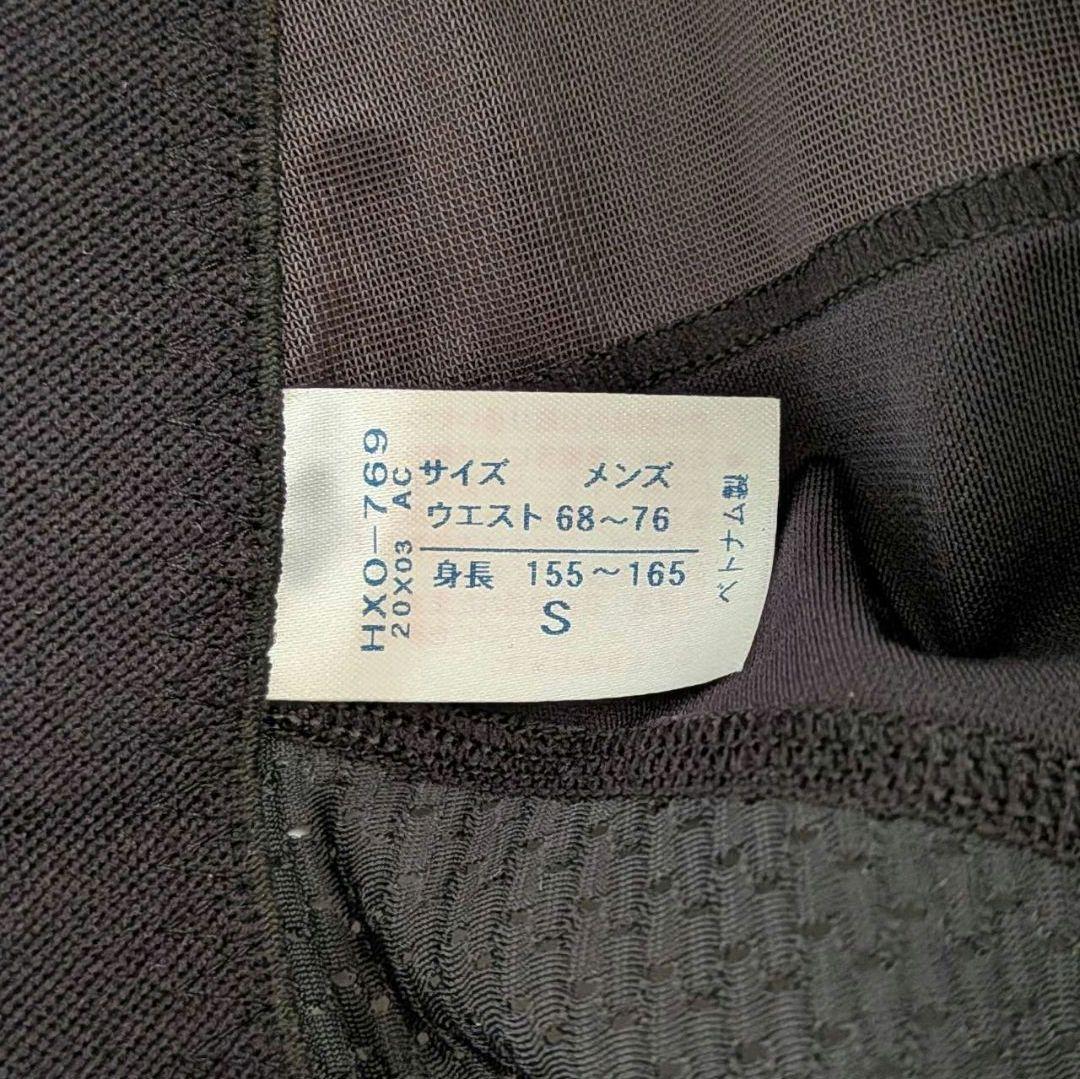 サイズ メンズ
ウエスト 68～76
身長 155～165
S
HXO-769
20X03 AC
ベトナム製